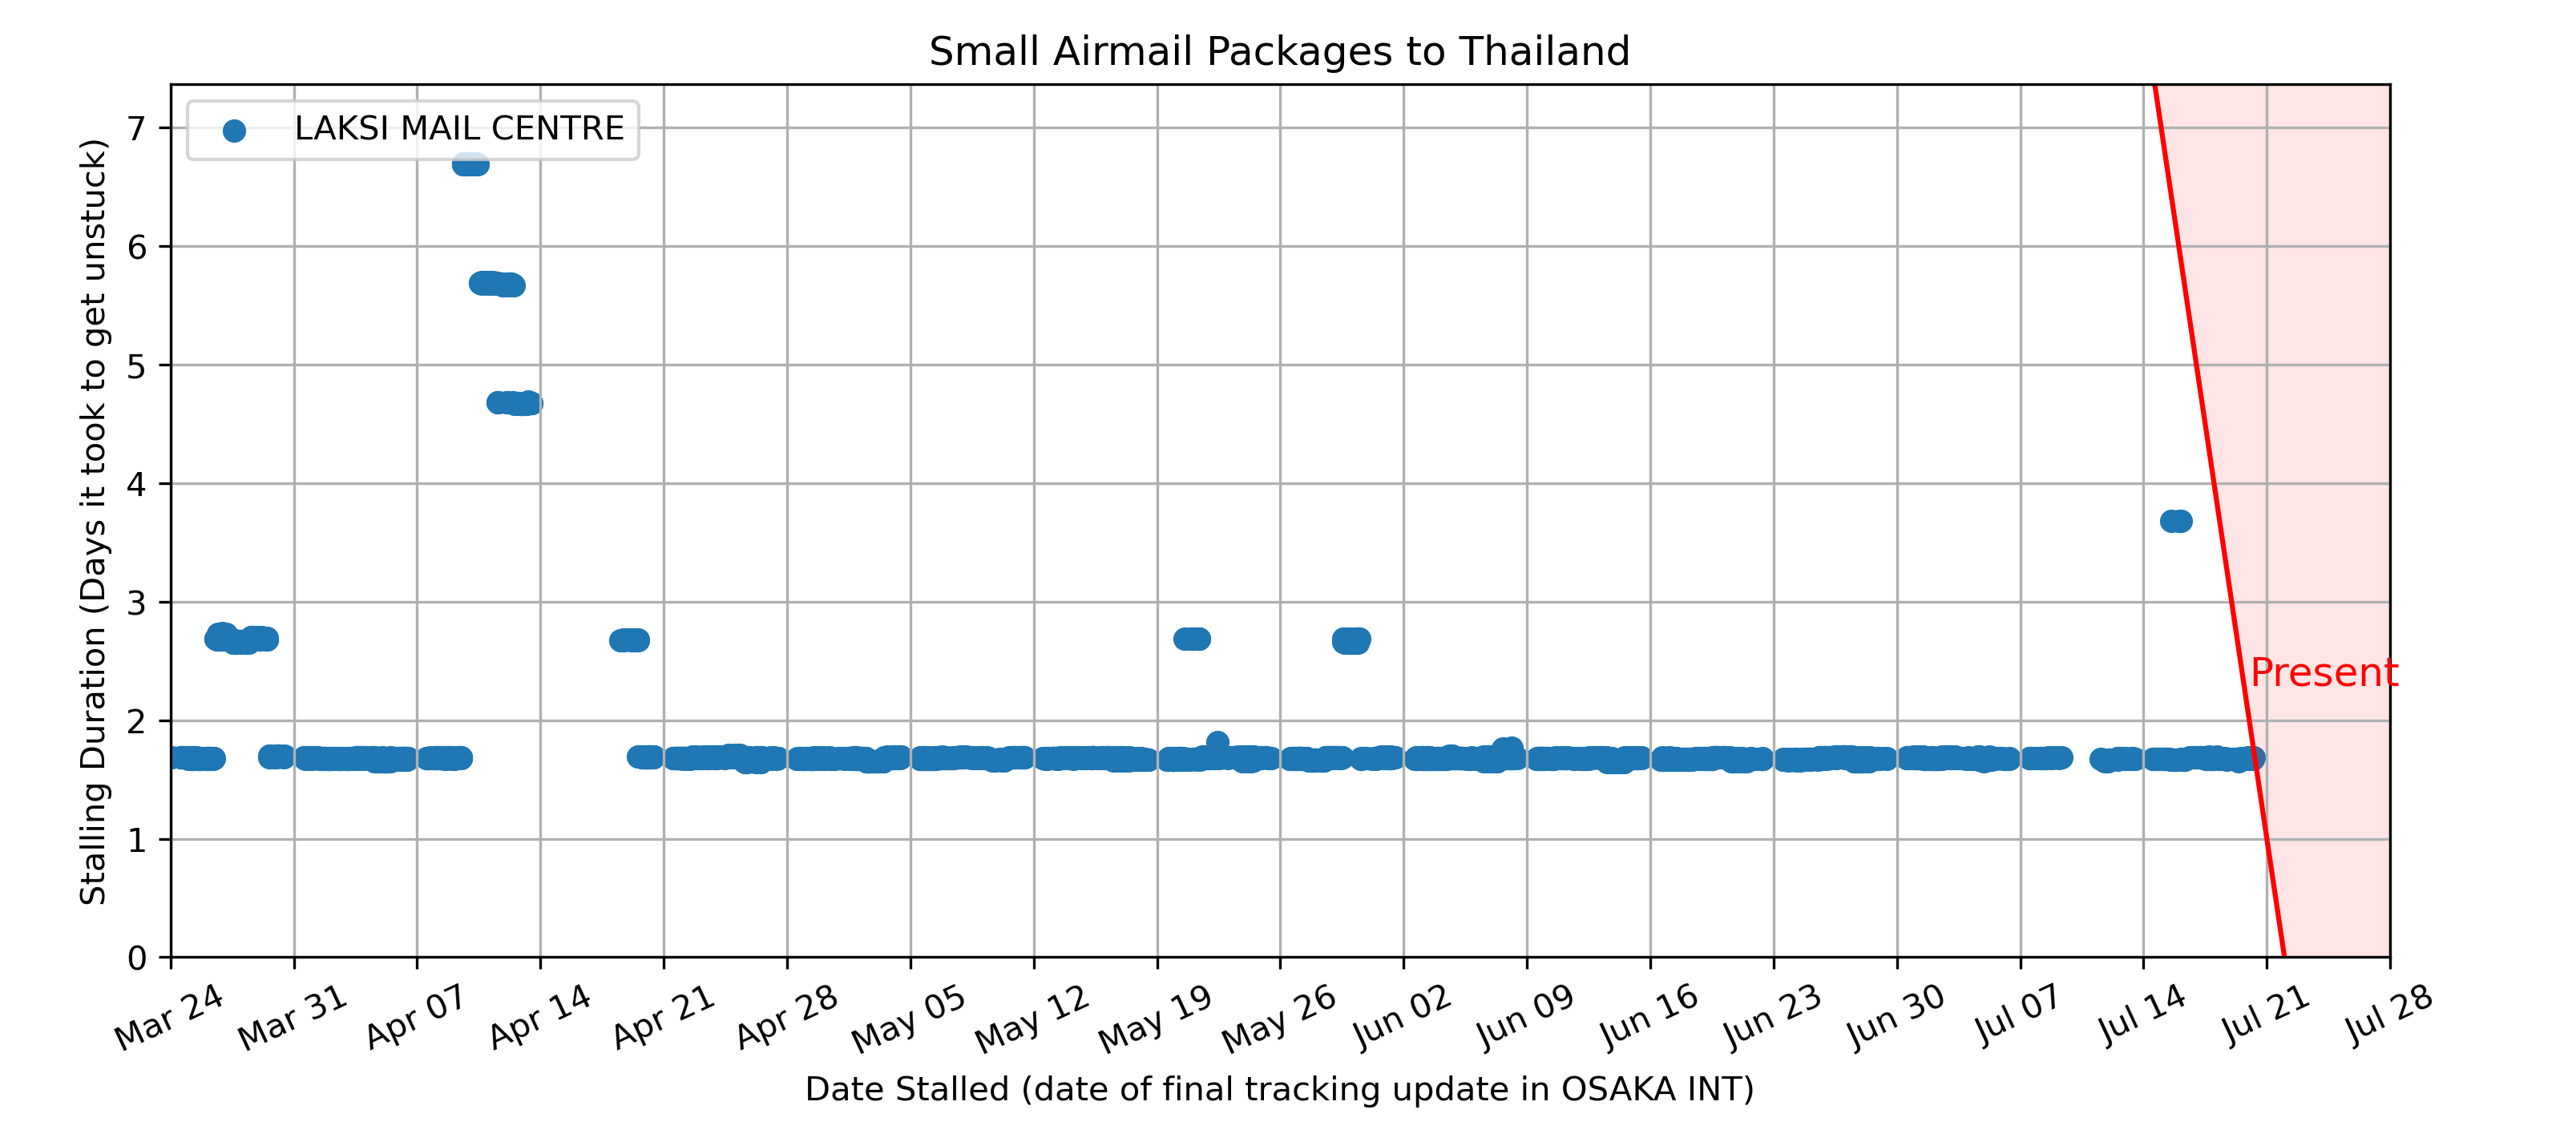 Small Airmail Packages to Thailand
LAKSI MAIL CENTRE
Stalling Duration (Days it took to get unstuck)
7
6
5
4
3
2
1
0
Present
Mar 24
Mar 31
Apr 07
Apr 14
Apr 21
Apr 28
May 05
May 12
May 19
May 26
Jun 02
Jun 09
Jun 16
Jun 23
Jun 30
Jul 07
Jul 14
Jul 21
Jul 28
Date Stalled (date of final tracking update in OSAKA INT)